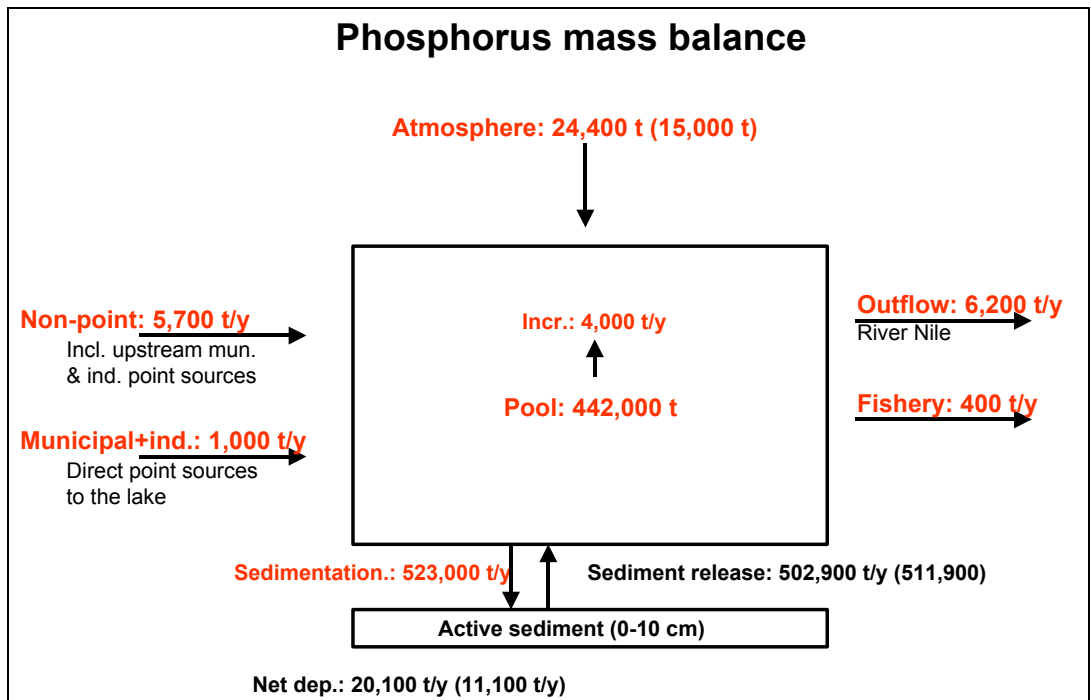 Phosphorus mass balance
Atmosphere: 24,400 t (15,000 t)
Non-point: 5,700 t/y
Incl. upstream mun.
& ind. point sources
Municipal+ind.: 1,000 t/y
Direct point sources
to the lake
Incr.: 4,000 t/y
Pool: 442,000 t
Outflow: 6,200 t/y
River Nile
Fishery: 400 t/y
Sedimentation.: 523,000 t/y
Sediment release: 502,900 t/y (511,900)
Active sediment (0-10 cm)
Net dep.: 20,100 t/y (11,100 t/y)